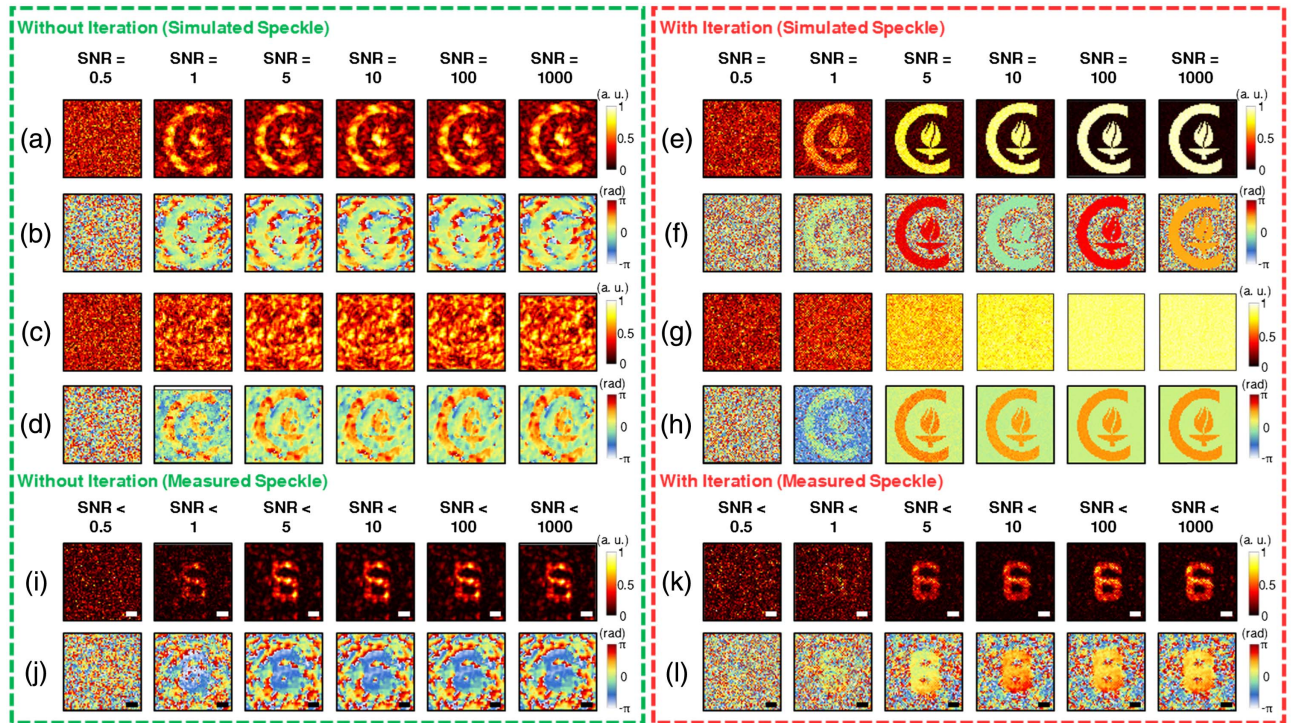 Without Iteration (Simulated Speckle)
SNR = 0.5
SNR = 1
SNR = 5
SNR = 10
SNR = 100
SNR = 1000
(a. u.)
(a)
1
0.5
0
(rad)
(b)
π
0
-π
(a. u.)
(c)
1
0.5
0
(rad)
(d)
π
0
-π
Without Iteration (Measured Speckle)
SNR < 0.5
SNR < 1
SNR < 5
SNR < 10
SNR < 100
SNR < 1000
(a. u.)
(i)
1
0.5
0
(rad)
(j)
π
0
-π
With Iteration (Simulated Speckle)
SNR = 0.5
SNR = 1
SNR = 5
SNR = 10
SNR = 100
SNR = 1000
(a. u.)
(e)
1
0.5
0
(rad)
(f)
π
0
-π
(a. u.)
(g)
1
0.5
0
(rad)
(h)
π
0
-π
With Iteration (Measured Speckle)
SNR < 0.5
SNR < 1
SNR < 5
SNR < 10
SNR < 100
SNR < 1000
(a. u.)
(k)
1
0.5
0
(rad)
(l)
π
0
-π